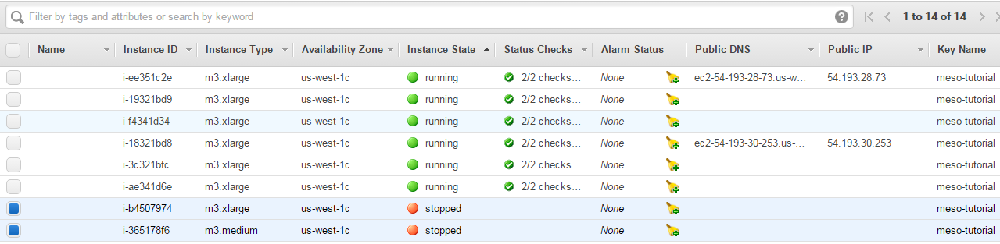 Filter by tags and attributes or search by keyword 1 to 14 of 14
Name Instance ID Instance Type Availability Zone Instance State Status Checks Alarm Status Public DNS Public IP Key Name
i-ee351c2e m3.xlarge us-west-1c running 2/2 checks… None ec2-54-193-28-73.us-w… 54.193.28.73 meso-tutorial
i-19321bd9 m3.xlarge us-west-1c running 2/2 checks… None meso-tutorial
i-f4341d34 m3.xlarge us-west-1c running 2/2 checks… None meso-tutorial
i-18321bd8 m3.xlarge us-west-1c running 2/2 checks… None ec2-54-193-30-253.us-… 54.193.30.253 meso-tutorial
i-3c321bfc m3.xlarge us-west-1c running 2/2 checks… None meso-tutorial
i-ae341d6e m3.xlarge us-west-1c running 2/2 checks… None meso-tutorial
i-b4507974 m3.xlarge us-west-1c stopped None meso-tutorial
i-365178f6 m3.medium us-west-1c stopped None meso-tutorial